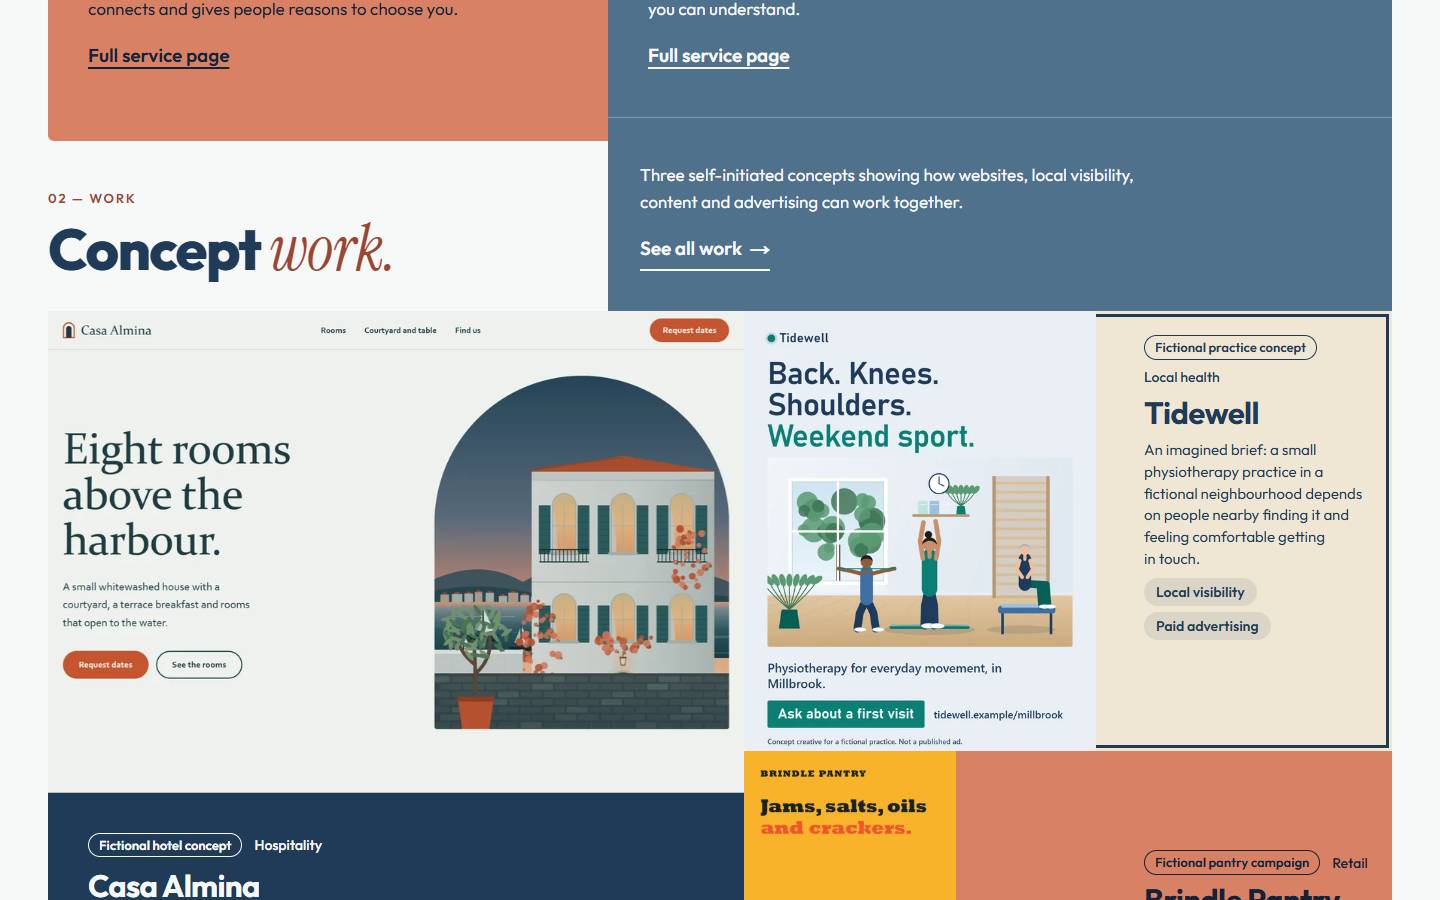 connects and gives people reasons to choose you.
Full service page
you can understand.
Full service page
02 — WORK
Concept work.
Three self-initiated concepts showing how websites, local visibility,
content and advertising can work together.
See all work →
Casa Almina
Rooms
Courtyard and table
Find us
Request dates
Eight rooms
above the
harbour.
A small whitewashed house with a
courtyard, a terrace breakfast and rooms
that open to the water.
Request dates
See the rooms
Fictional hotel concept
Hospitality
Casa Almina
Tidewell
Back. Knees.
Shoulders.
Weekend sport.
Physiotherapy for everyday movement, in
Millbrook.
Ask about a first visit
tidewell.example/millbrook
Concept creative for a fictional practice. Not a published ad.
Fictional practice concept
Local health
Tidewell
An imagined brief: a small
physiotherapy practice in a
fictional neighbourhood depends
on people nearby finding it and
feeling comfortable getting
in touch.
Local visibility
Paid advertising
BRINDLE PANTRY
Jams, salts, oils
and crackers.
Fictional pantry campaign
Retail
Brindle Pantry